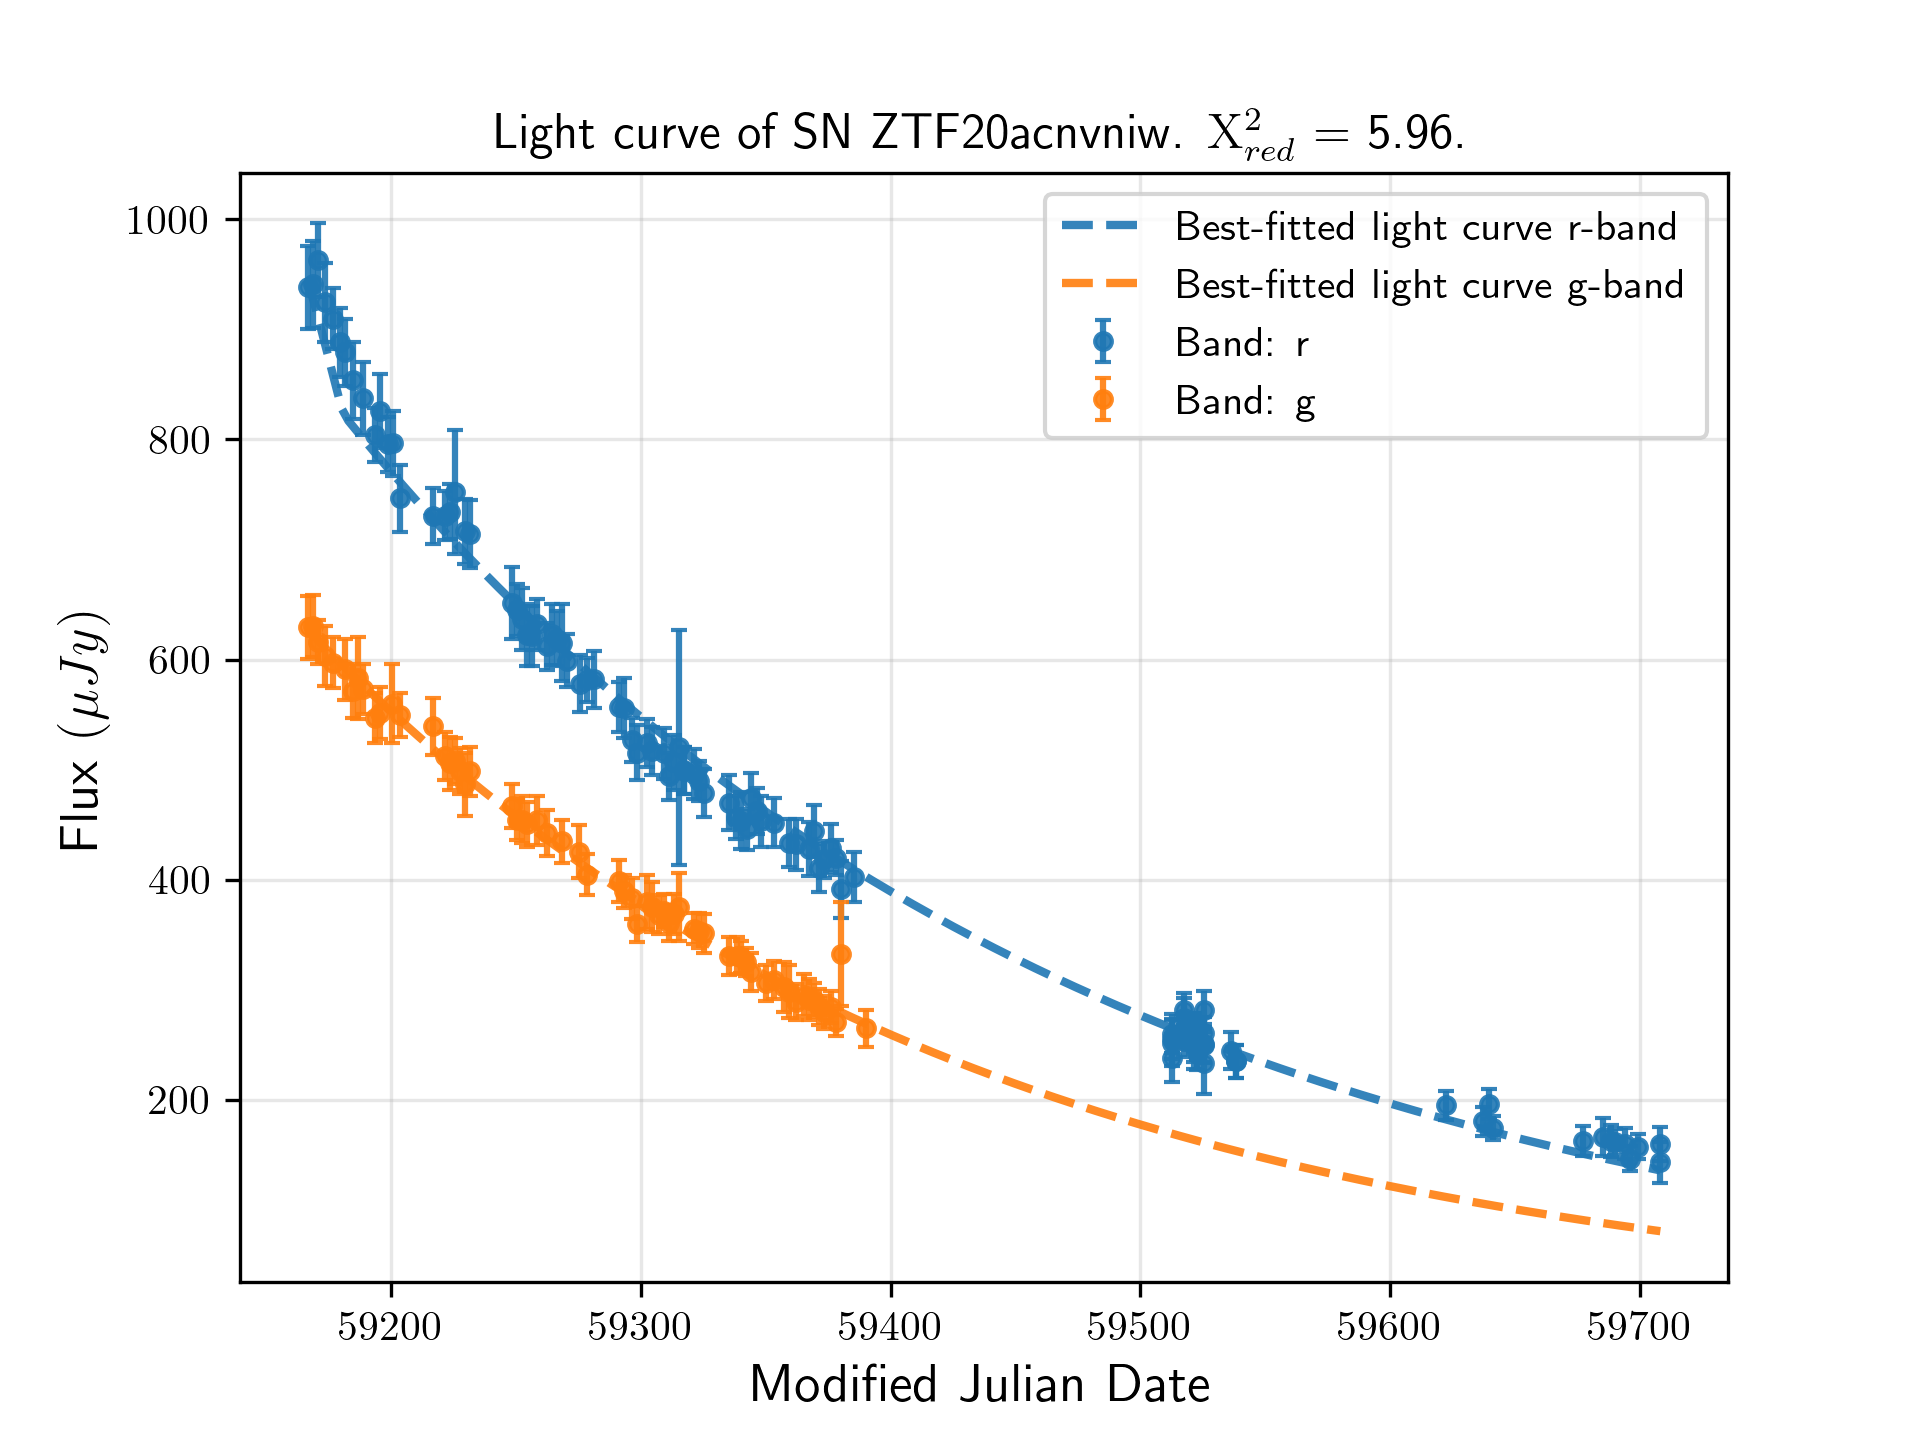 Light curve of SN ZTF20acnvniw. X²red = 5.96.
Best-fitted light curve r-band
Best-fitted light curve g-band
Band: r
Band: g
1000
800
600
400
200
Flux (μJy)
59200 59300 59400 59500 59600 59700
Modified Julian Date